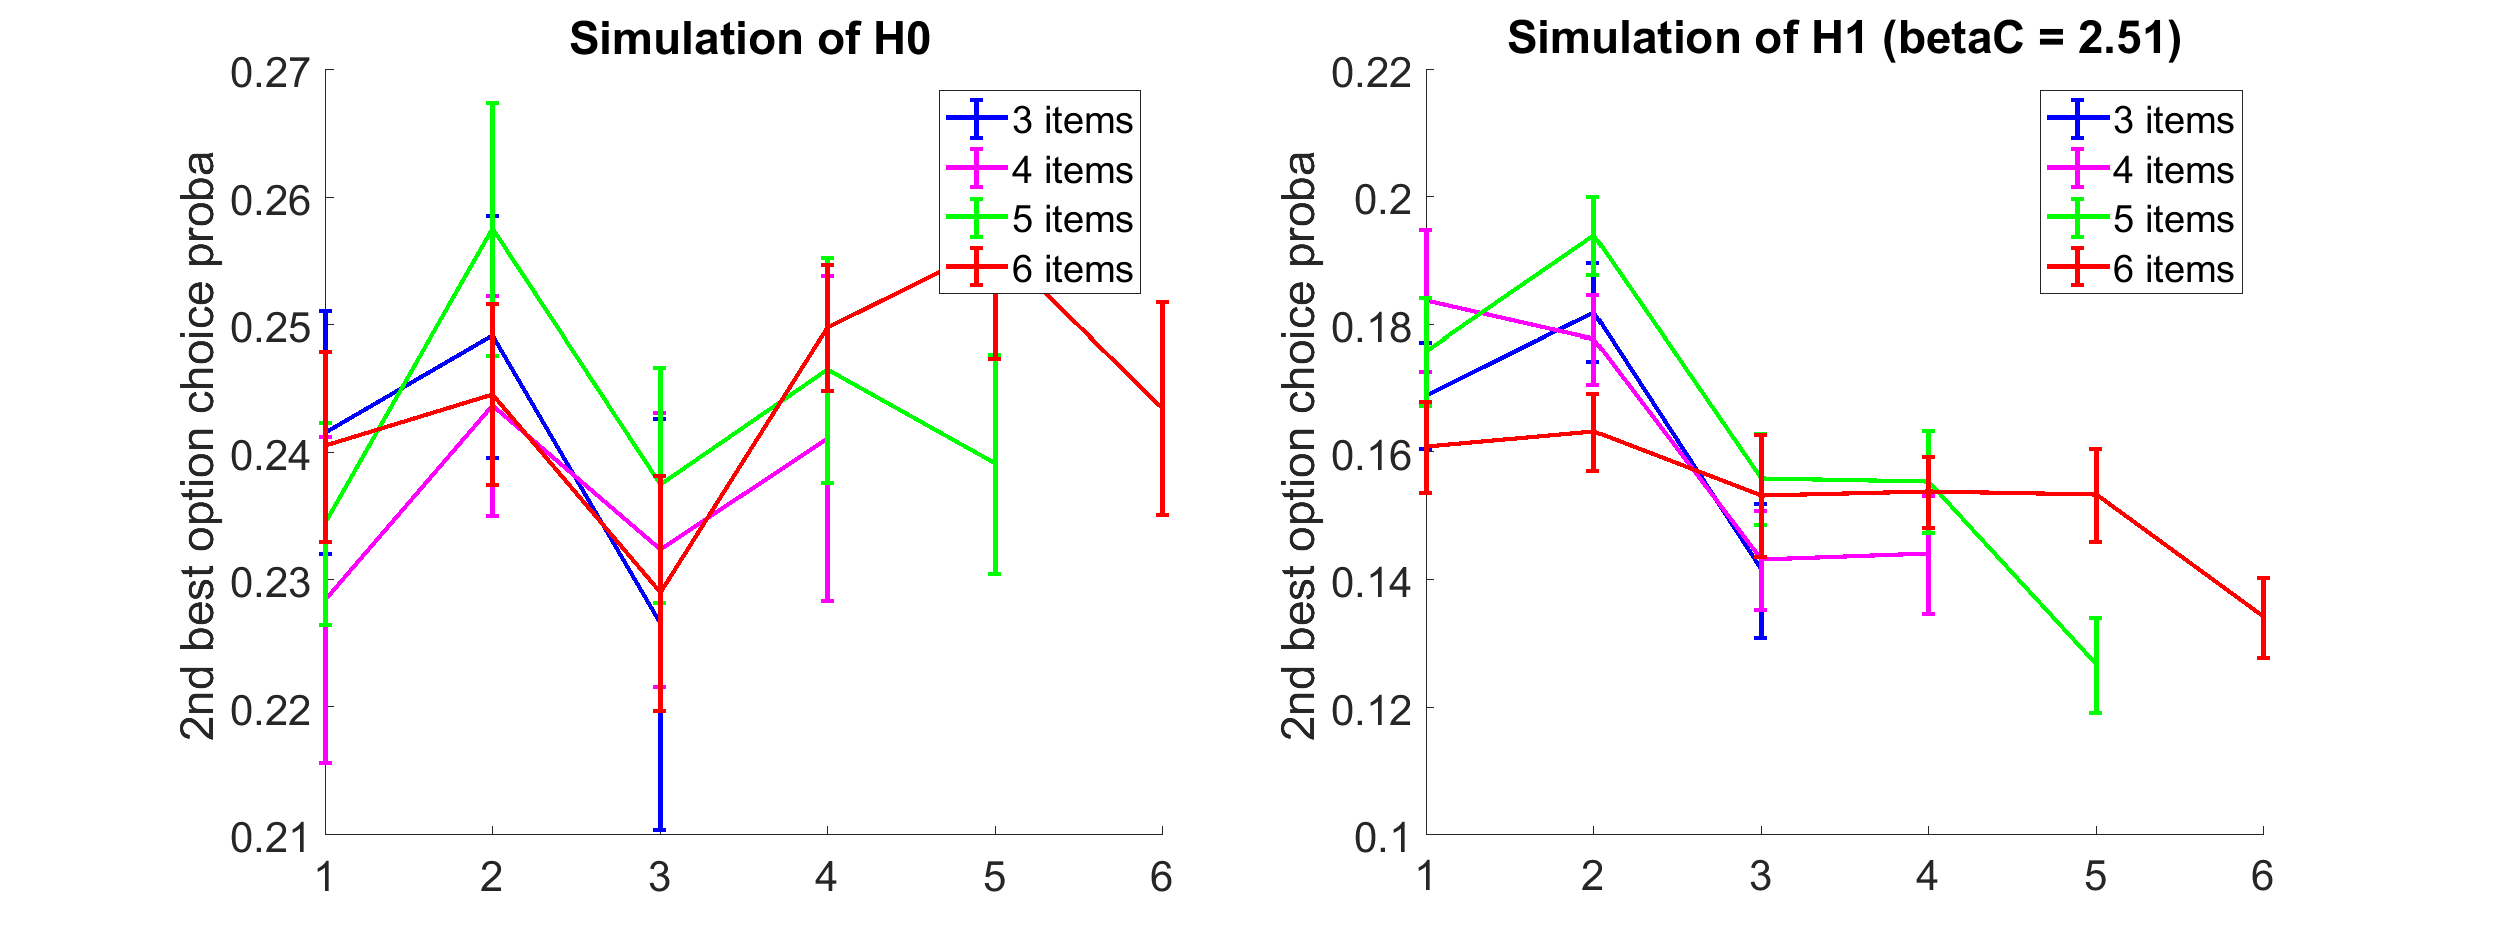 Simulation of H0
0.27
0.26
0.25
0.24
0.23
0.22
0.21
2nd best option choice proba
1 2 3 4 5 6
3 items
4 items
5 items
6 items
Simulation of H1 (betaC = 2.51)
0.22
0.2
0.18
0.16
0.14
0.12
0.1
2nd best option choice proba
1 2 3 4 5 6
3 items
4 items
5 items
6 items